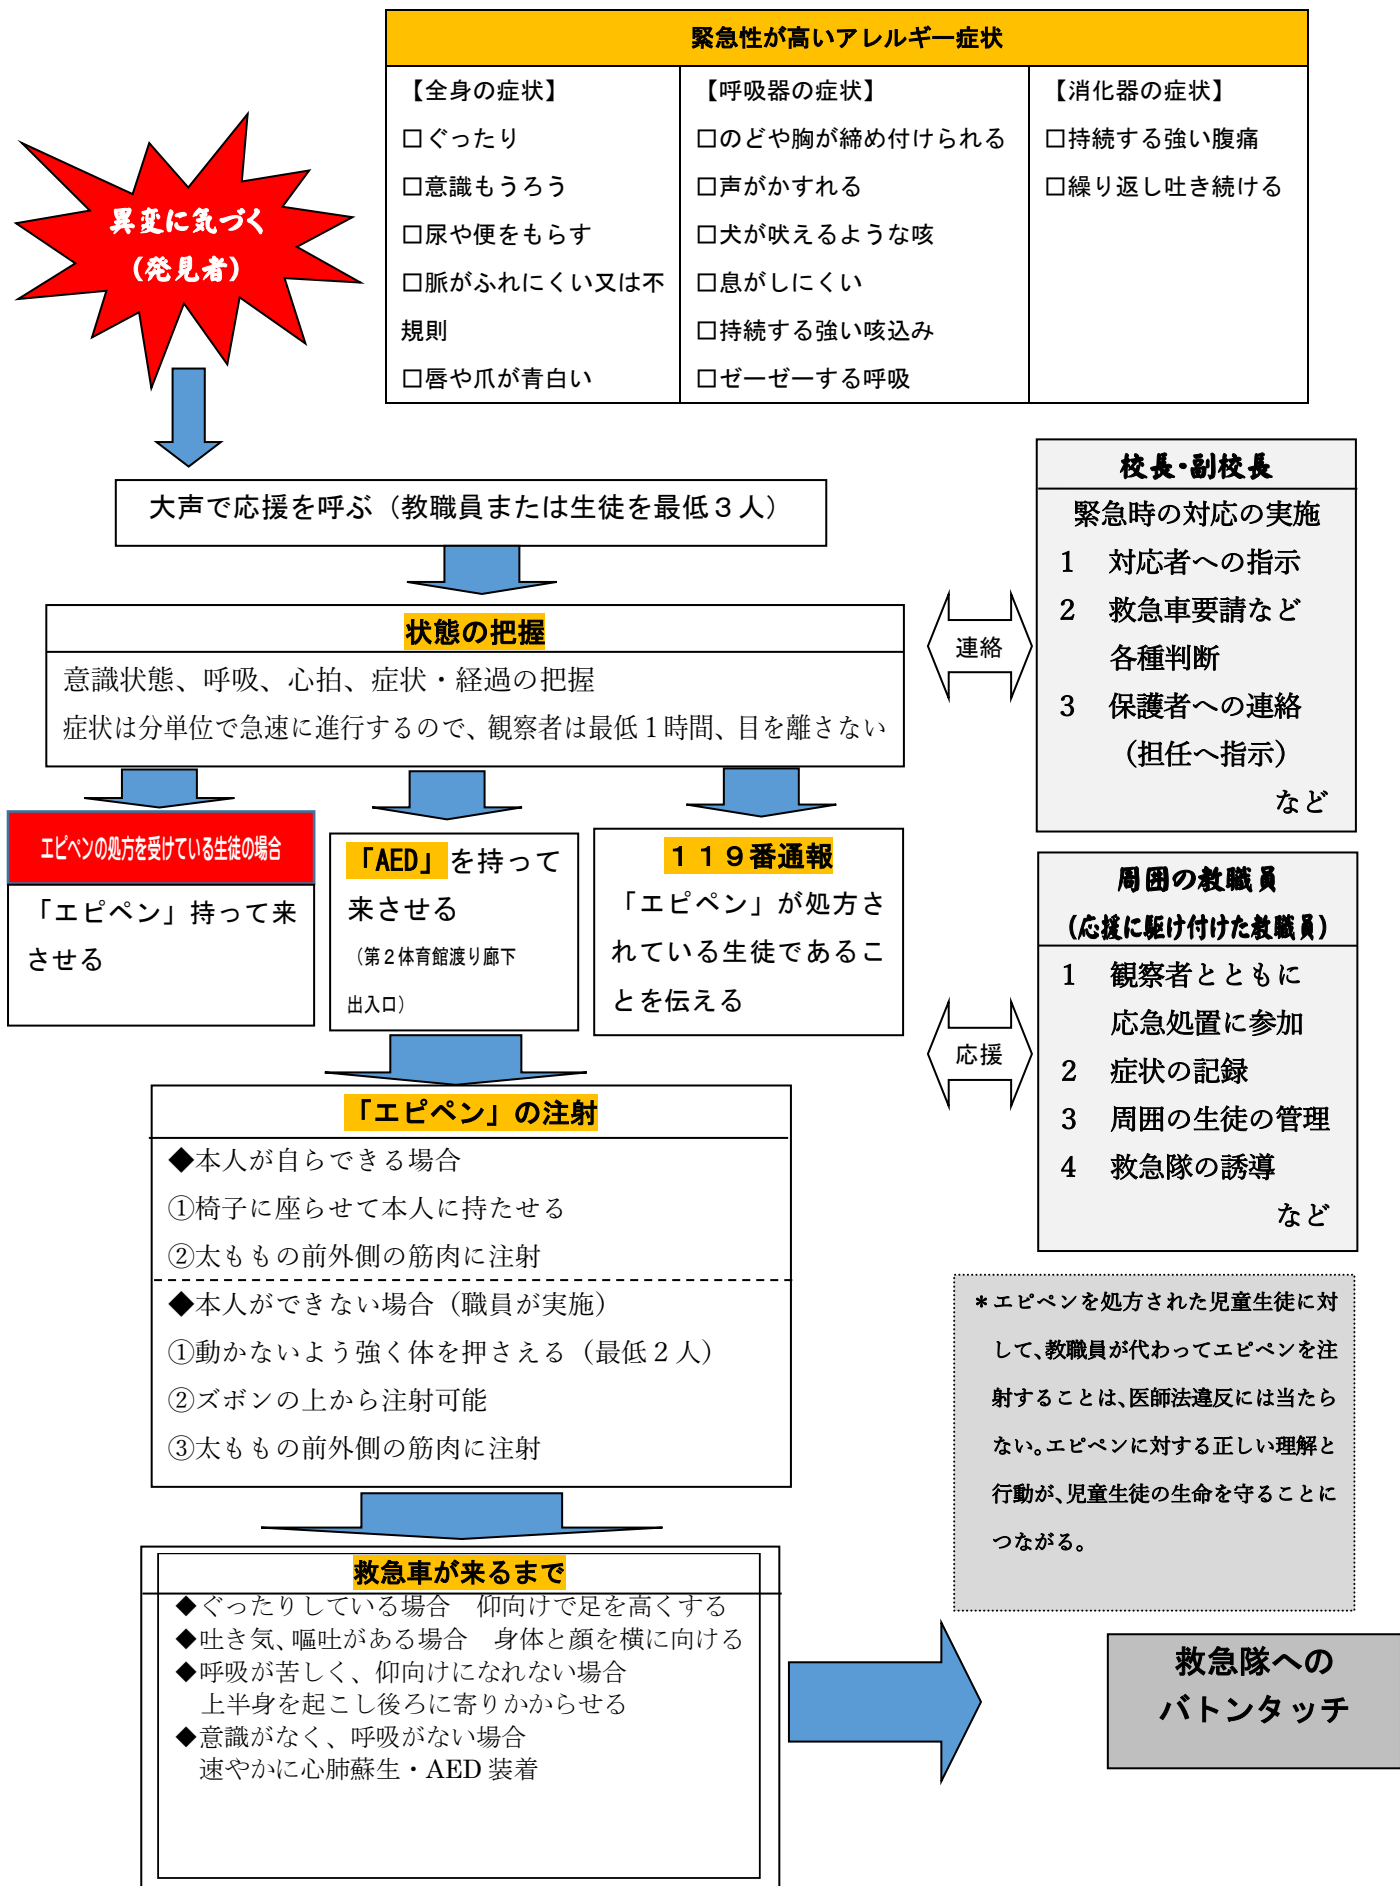 緊急性が高いアレルギー症状
【全身の症状】
□ぐったり
□意識もうろう
□尿や便をもらす
□脈がふれにくい又は不
規則
□唇や爪が青白い
【呼吸器の症状】
□のどや胸が締め付けられる
□声がかすれる
□犬が吠えるような咳
□息がしにくい
□持続する強い咳込み
□ゼーゼーする呼吸
【消化器の症状】
□持続する強い腹痛
□繰り返し吐き続ける
異変に気づく
（発見者）
大声で応援を呼ぶ（教職員または生徒を最低３人）
状態の把握
意識状態、呼吸、心拍、症状・経過の把握
症状は分単位で急速に進行するので、観察者は最低１時間、目を離さない
連絡
校長・副校長
緊急時の対応の実施
1　対応者への指示
2　救急車要請など
各種判断
3　保護者への連絡
（担任へ指示）
など
エピペンの処方を受けている生徒の場合
「エピペン」持って来
させる
「AED」を持って
来させる
（第２体育館渡り廊下
出入口）
１１９番通報
「エピペン」が処方さ
れている生徒であるこ
とを伝える
応援
周囲の教職員
（応援に駆け付けた教職員）
1　観察者とともに
応急処置に参加
2　症状の記録
3　周囲の生徒の管理
4　救急隊の誘導
など
「エピペン」の注射
◆本人が自らできる場合
①椅子に座らせて本人に持たせる
②太ももの前外側の筋肉に注射
◆本人ができない場合（職員が実施）
①動かないよう強く体を押さえる（最低２人）
②ズボンの上から注射可能
③太ももの前外側の筋肉に注射
＊エピペンを処方された児童生徒に対
して、教職員が代わってエピペンを注
射することは、医師法違反には当たら
ない。エピペンに対する正しい理解と
行動が、児童生徒の生命を守ることに
つながる。
救急車が来るまで
◆ぐったりしている場合　仰向けで足を高くする
◆吐き気、嘔吐がある場合　身体と顔を横に向ける
◆呼吸が苦しく、仰向けになれない場合
上半身を起こし後ろに寄りかからせる
◆意識がなく、呼吸がない場合
速やかに心肺蘇生・AED 装着
救急隊への
バトンタッチ